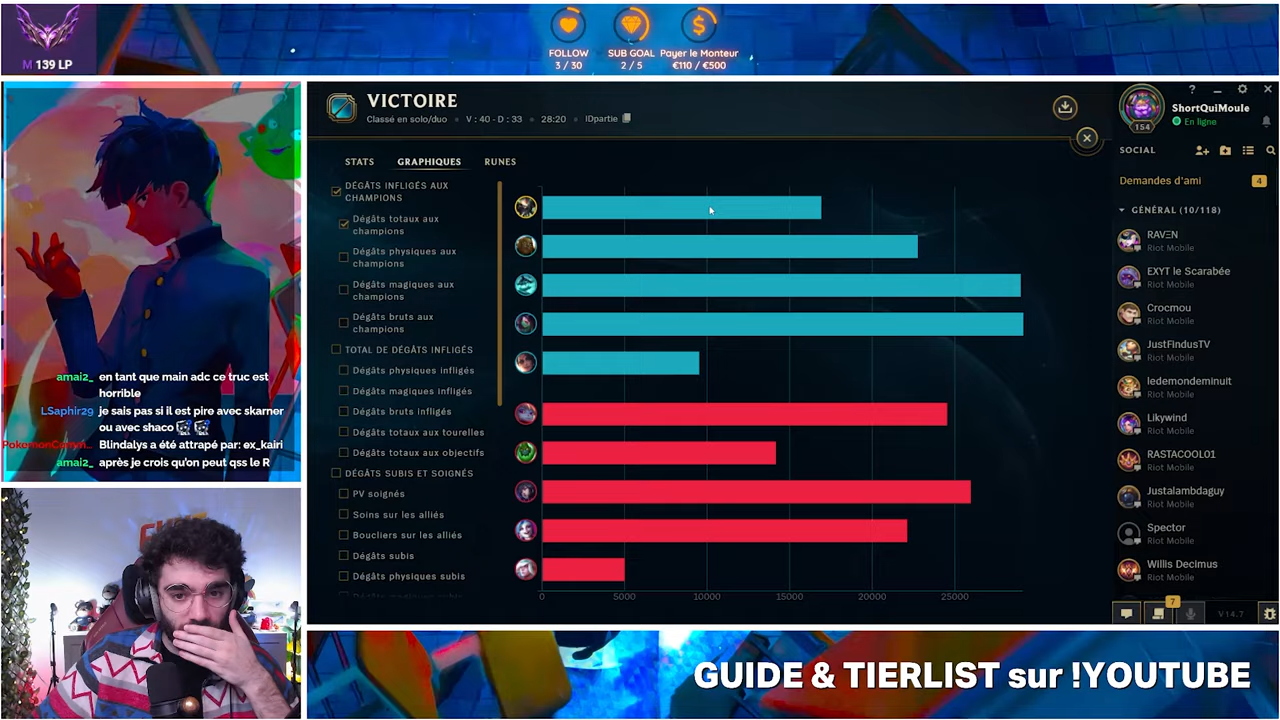 M 139 LP
FOLLOW
3 / 30
SUB GOAL
2 / 5
Payer le Monteur
€110 / €500
VICTOIRE
Classé en solo/duo • V : 40 - D : 33 • 28:20 • IDpartie
STATS GRAPHIQUES RUNES
DÉGÂTS INFLIGÉS AUX
CHAMPIONS
Dégâts totaux aux
champions
Dégâts physiques aux
champions
Dégâts magiques aux
champions
Dégâts bruts aux
champions
TOTAL DE DÉGÂTS INFLIGÉS
Dégâts physiques infligés
Dégâts magiques infligés
Dégâts bruts infligés
Dégâts totaux aux tourelles
Dégâts totaux aux objectifs
DÉGÂTS SUBIS ET SOIGNÉS
PV soignés
Soins sur les alliés
Boucliers sur les alliés
Dégâts subis
Dégâts physiques subis
0 5000 10000 15000 20000 25000
154
ShortQuiMoule
En ligne
SOCIAL
Demandes d'ami 4
GÉNÉRAL (10/118)
RAVΞN
Riot Mobile
EXYT le Scarabée
Riot Mobile
Crocmou
Riot Mobile
JustFindusTV
Riot Mobile
ledemondeminuit
Riot Mobile
Likywind
Riot Mobile
RASTACOOL01
Riot Mobile
Justalambdaguy
Riot Mobile
Spector
Riot Mobile
Willis Decimus
Riot Mobile
7
V14.7
amai2_ en tant que main adc ce truc est
horrible
LSaphir29 je sais pas si il est pire avec skarner
ou avec shaco
Blindalys a été attrapé par: ex_kairi
amai2_ après je crois qu'on peut qss le R
GUIDE & TIERLIST sur !YOUTUBE